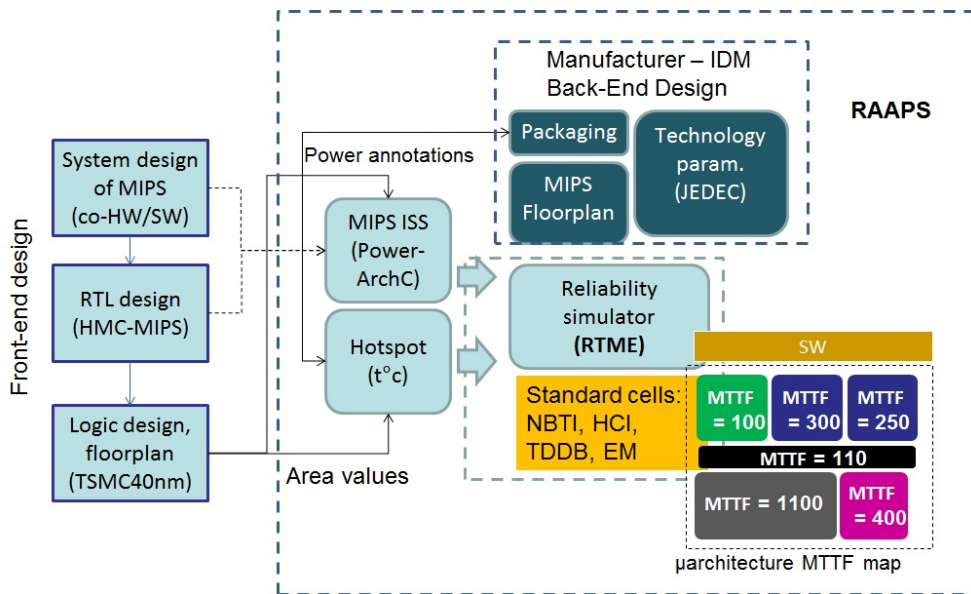 Manufacturer – IDM
Back-End Design
RAAPS
Packaging
Technology
param.
(JEDEC)
MIPS
Floorplan
Front-end design
System design
of MIPS
(co-HW/SW)
Power annotations
MIPS ISS
(Power-
ArchC)
RTL design
(HMC-MIPS)
Reliability
simulator
(RTME)
Hotspot
(t°c)
SW
Standard cells:
NBTI, HCI,
TDDB, EM
MTTF
= 100
MTTF
= 300
MTTF
= 250
MTTF = 110
MTTF = 1100
MTTF
= 400
Logic design,
floorplan
(TSMC40nm)
Area values
µarchitecture MTTF map